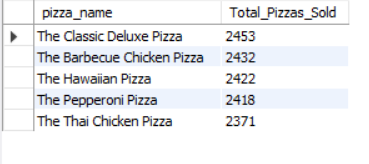 pizza_name Total_Pizzas_Sold
The Classic Deluxe Pizza 2453
The Barbecue Chicken Pizza 2432
The Hawaiian Pizza 2422
The Pepperoni Pizza 2418
The Thai Chicken Pizza 2371